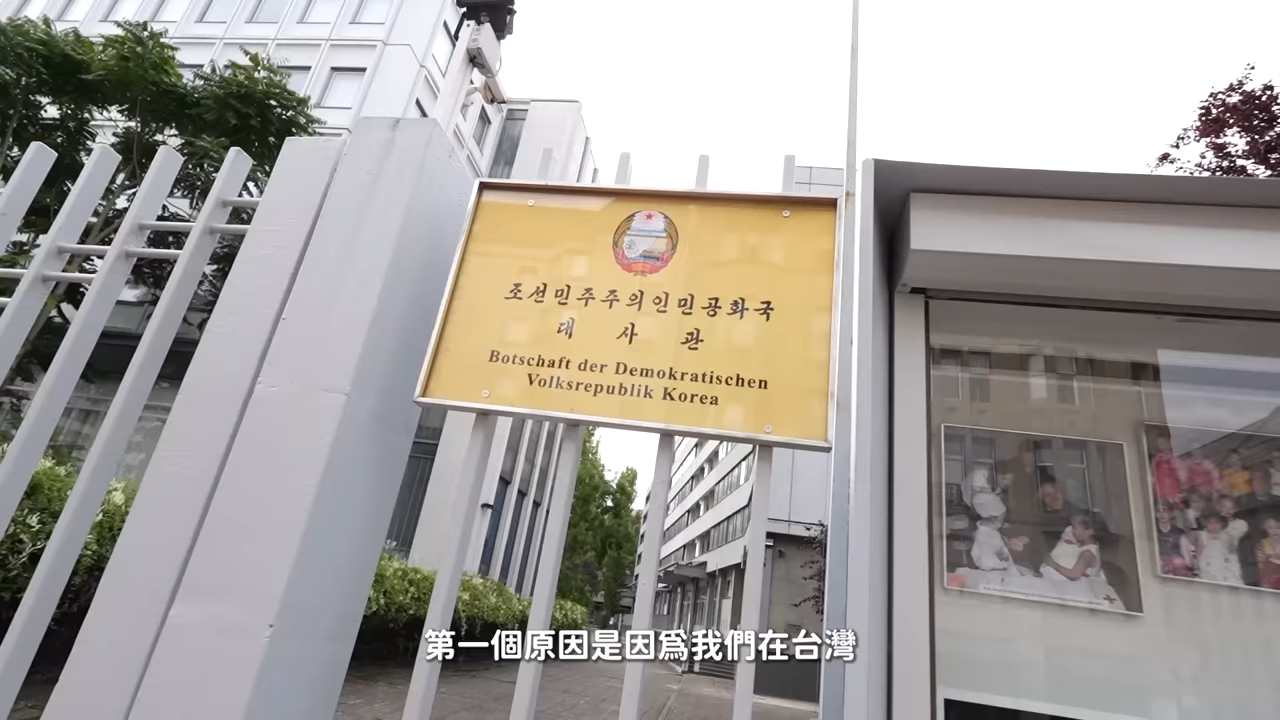 조선민주주의인민공화국
대 사 관
Botschaft der Demokratischen
Volksrepublik Korea
第一個原因是因爲我們在台灣